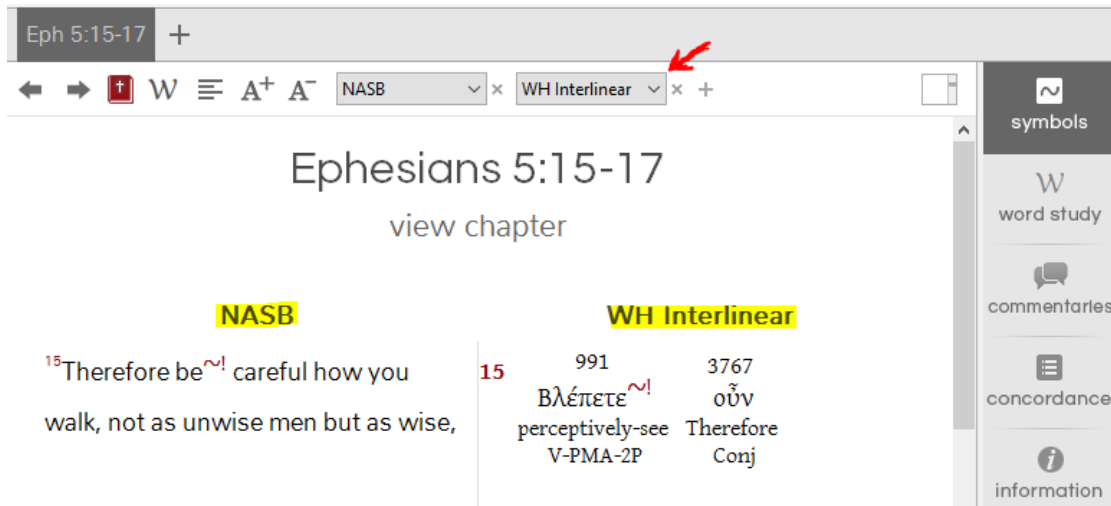 Eph 5:15-17 +
W A+ A- NASB × WH Interlinear × +
symbols
Ephesians 5:15-17
W
word study
view chapter
commentaries
NASB WH Interlinear
15Therefore be~! careful how you
walk, not as unwise men but as wise,
15 991 3767
Βλέπετε~! οὖν
perceptively-see Therefore
V-PMA-2P Conj
concordance
information